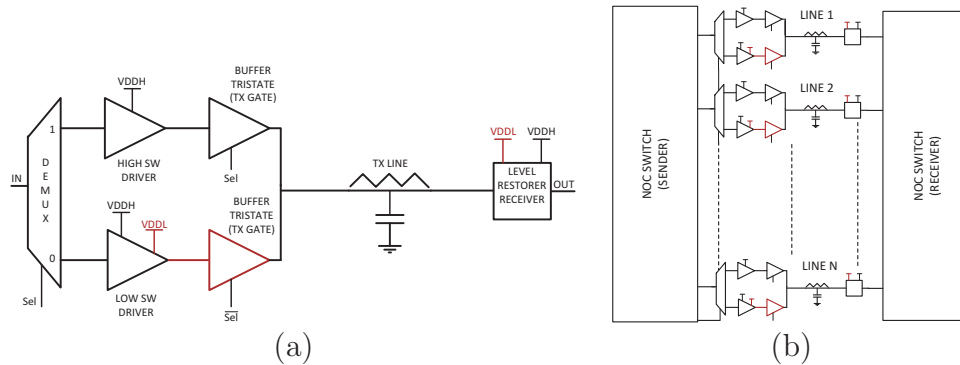 IN
DEMUX
1
0
Sel
VDDH
HIGH SW
DRIVER
BUFFER
TRISTATE
(TX GATE)
Sel
VDDH
VDDL
LOW SW
DRIVER
BUFFER
TRISTATE
(TX GATE)
Sel
TX LINE
VDDL
VDDH
LEVEL
RESTORER
RECEIVER
OUT
(a)
NOC SWITCH
(SENDER)
LINE 1
LINE 2
LINE N
NOC SWITCH
(RECEIVER)
(b)